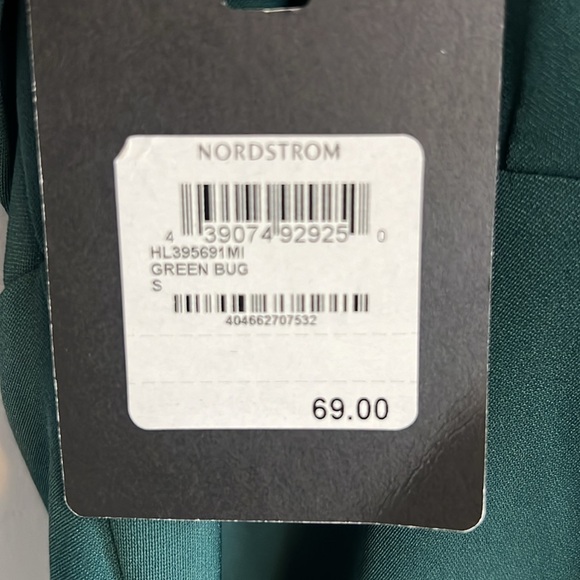 NORDSTROM
4 39074 92925 0
HL395691MI
GREEN BUG
S
404662707532
69.00